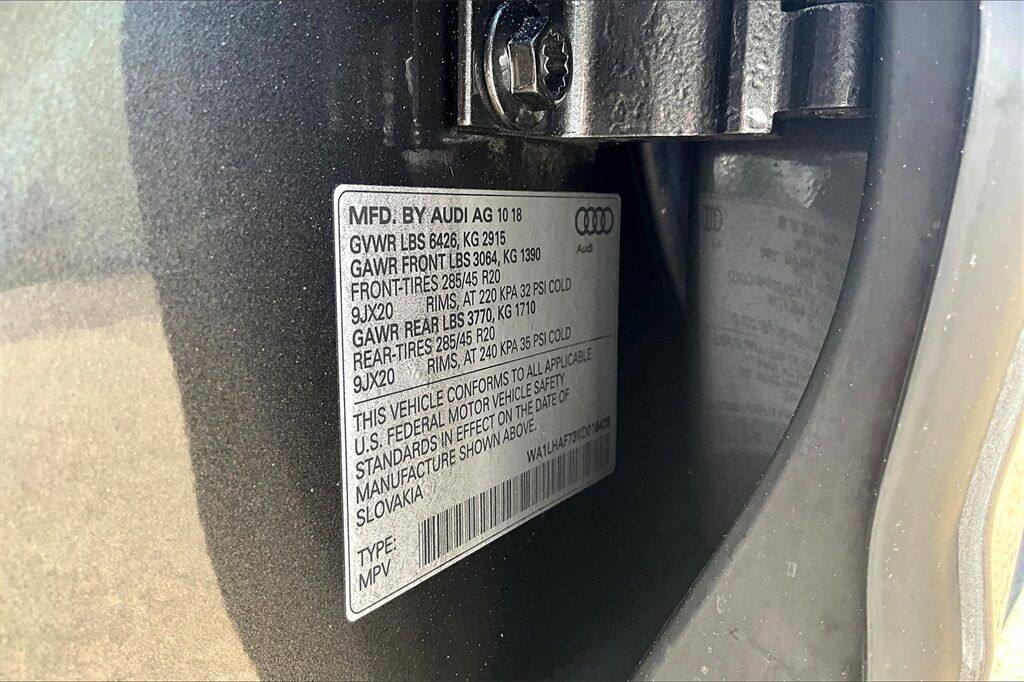 MFD. BY AUDI AG 10 18
Audi
GVWR LBS 6426, KG 2915
GAWR FRONT LBS 3064, KG 1390
FRONT-TIRES 285/45 R20
9JX20 RIMS, AT 220 KPA 32 PSI COLD
GAWR REAR LBS 3770, KG 1710
REAR-TIRES 285/45 R20
9JX20 RIMS, AT 240 KPA 35 PSI COLD
THIS VEHICLE CONFORMS TO ALL APPLICABLE
U.S. FEDERAL MOTOR VEHICLE SAFETY
STANDARDS IN EFFECT ON THE DATE OF
MANUFACTURE SHOWN ABOVE.
SLOVAKIA
WA1LHAF73KD016439
TYPE:
MPV